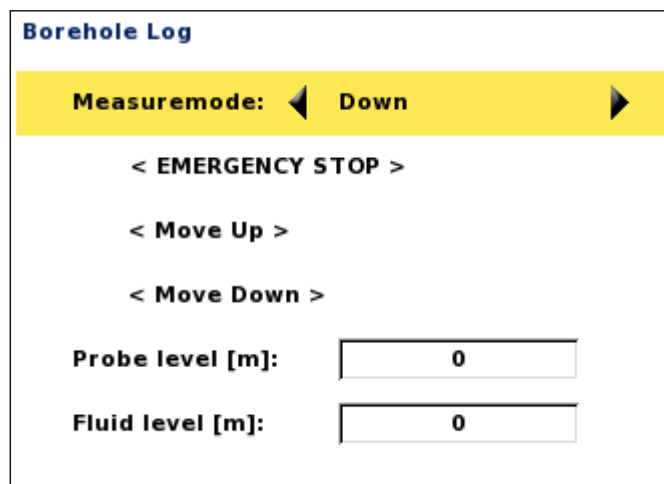 Borehole Log
Measuremode: Down
< EMERGENCY STOP >
< Move Up >
< Move Down >
Probe level [m]: 0
Fluid level [m]: 0